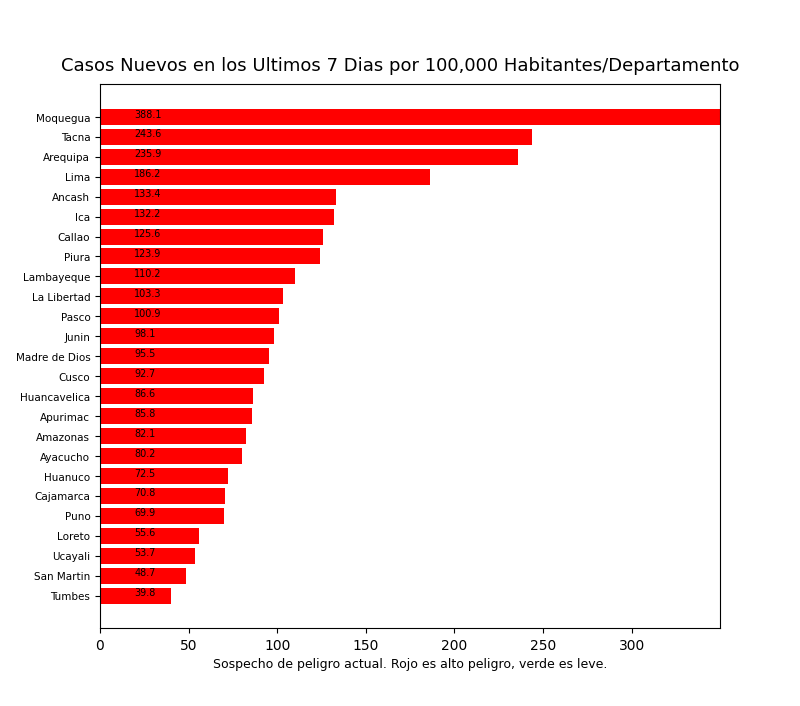 Casos Nuevos en los Ultimos 7 Dias por 100,000 Habitantes/Departamento
Moquegua 388.1
Tacna 243.6
Arequipa 235.9
Lima 186.2
Ancash 133.4
Ica 132.2
Callao 125.6
Piura 123.9
Lambayeque 110.2
La Libertad 103.3
Pasco 100.9
Junin 98.1
Madre de Dios 95.5
Cusco 92.7
Huancavelica 86.6
Apurimac 85.8
Amazonas 82.1
Ayacucho 80.2
Huanuco 72.5
Cajamarca 70.8
Puno 69.9
Loreto 55.6
Ucayali 53.7
San Martin 48.7
Tumbes 39.8
0 50 100 150 200 250 300
Sospecho de peligro actual. Rojo es alto peligro, verde es leve.